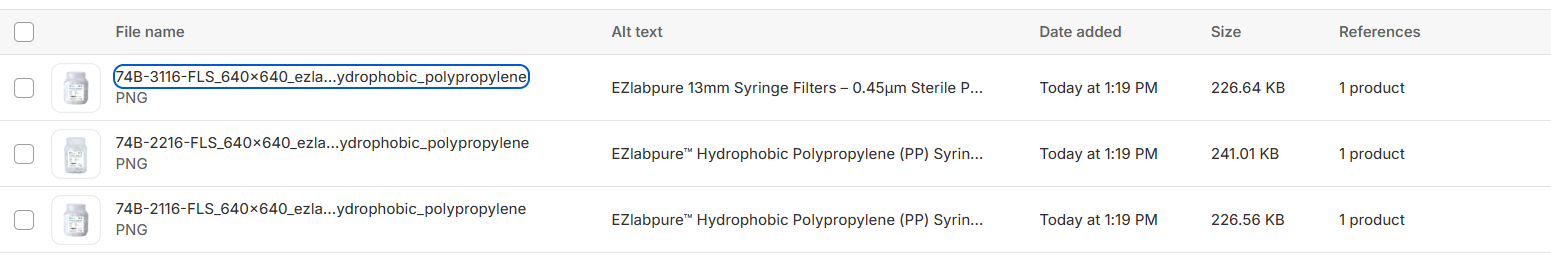 File name Alt text Date added Size References
74B-3116-FLS_640×640_ezla...ydrophobic_polypropylene
PNG
EZlabpure 13mm Syringe Filters – 0.45µm Sterile P... Today at 1:19 PM 226.64 KB 1 product
74B-2216-FLS_640×640_ezla...ydrophobic_polypropylene
PNG
EZlabpure™ Hydrophobic Polypropylene (PP) Syrin... Today at 1:19 PM 241.01 KB 1 product
74B-2116-FLS_640×640_ezla...ydrophobic_polypropylene
PNG
EZlabpure™ Hydrophobic Polypropylene (PP) Syrin... Today at 1:19 PM 226.56 KB 1 product